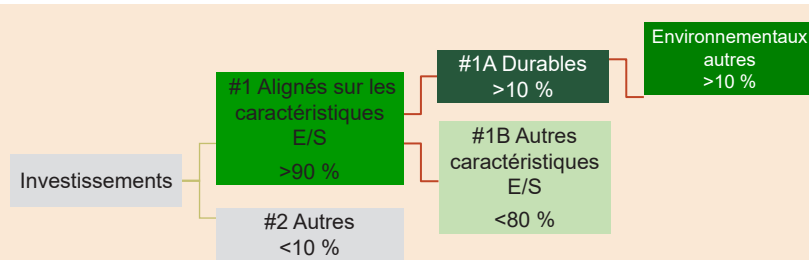 Investissements
#1 Alignés sur les
caractéristiques
E/S
>90 %
#2 Autres
<10 %
#1A Durables
>10 %
#1B Autres
caractéristiques
E/S
<80 %
Environnementaux
autres
>10 %